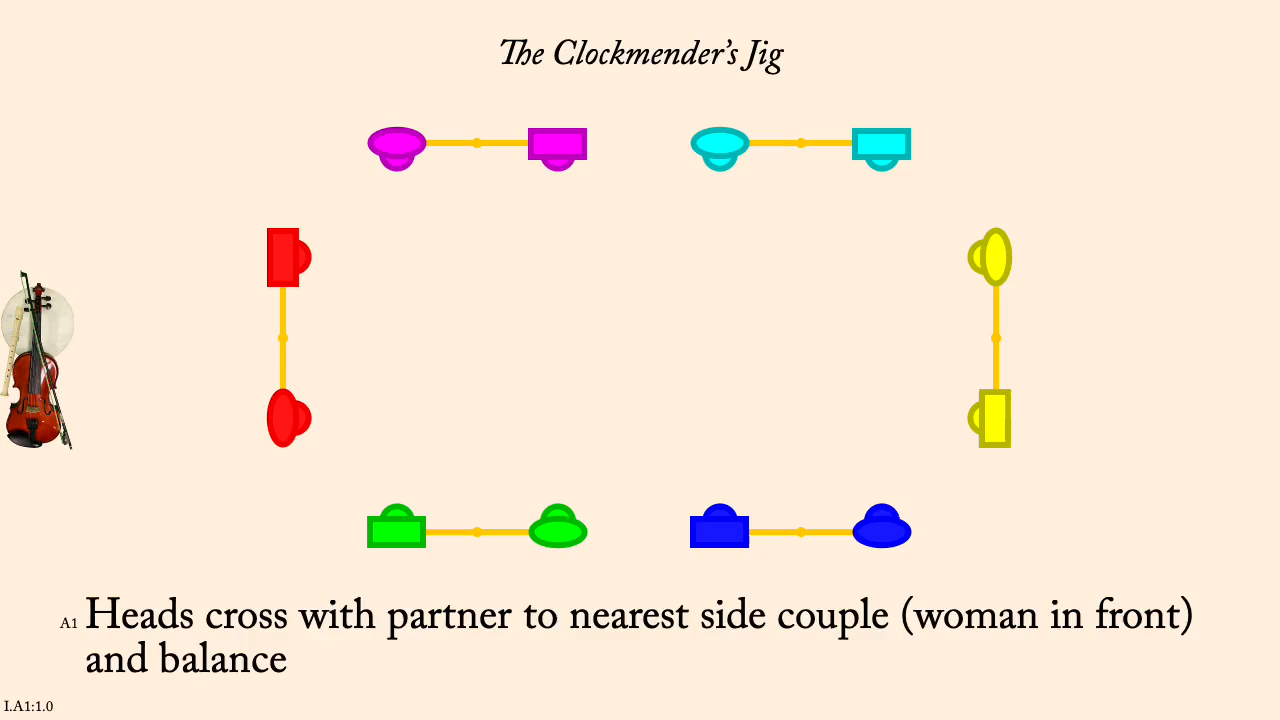 The Clockmender's Jig
A1 Heads cross with partner to nearest side couple (woman in front)
and balance
I.A1:1.0